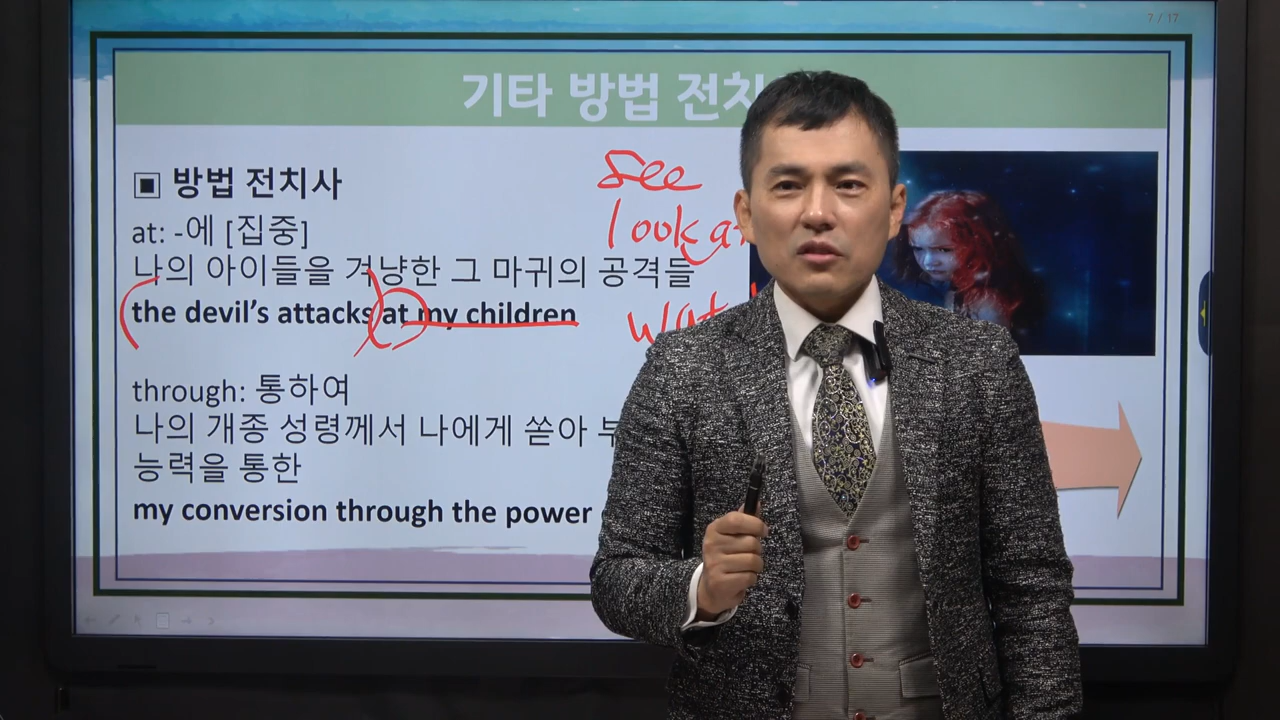 7 / 17
기타 방법 전치
▣ 방법 전치사
see
at: -에 [집중]
look at
나의 아이들을 겨냥한 그 마귀의 공격들
the devil's attacks at my children
through: 통하여
나의 개종 성령께서 나에게 쏟아
능력을 통한
my conversion through the power